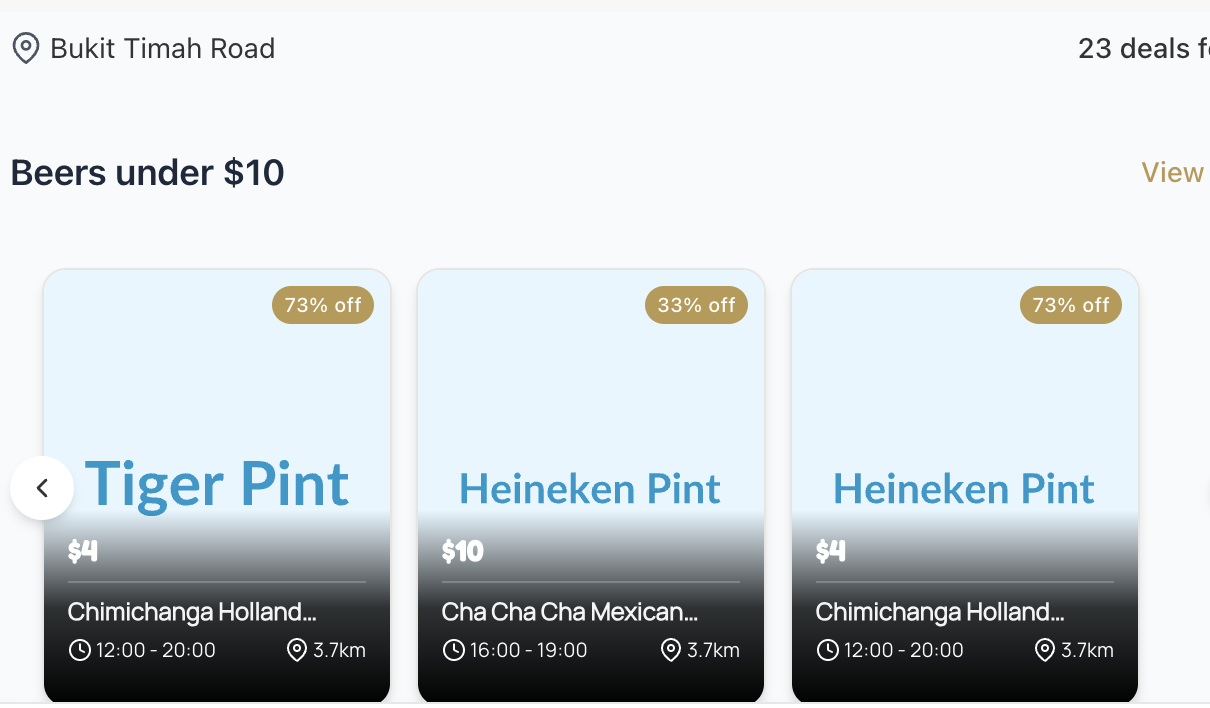 Bukit Timah Road
23 deals f
Beers under $10
View
73% off
Tiger Pint
$4
Chimichanga Holland...
12:00 - 20:00
3.7km
33% off
Heineken Pint
$10
Cha Cha Cha Mexican...
16:00 - 19:00
3.7km
73% off
Heineken Pint
$4
Chimichanga Holland...
12:00 - 20:00
3.7km